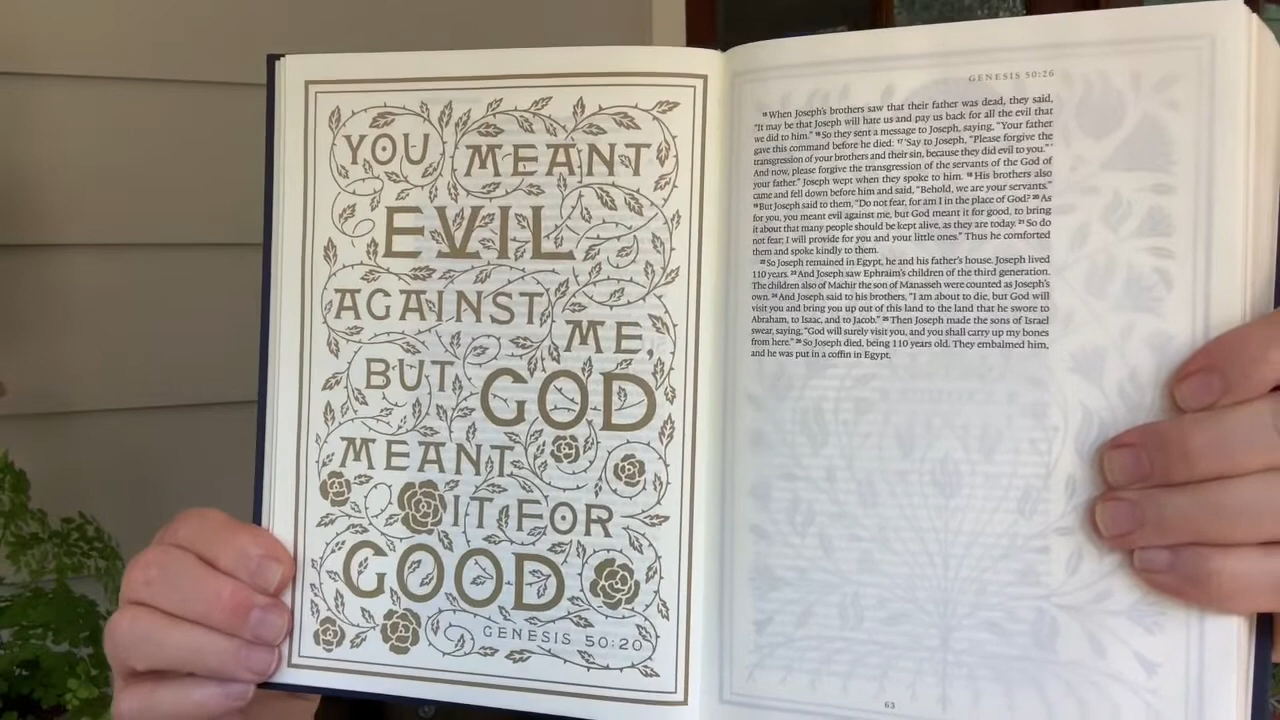 YOU MEANT
EVIL
AGAINST
ME,
BUT GOD
MEANT
IT FOR
GOOD
GENESIS 50:20
GENESIS 50:26
15 When Joseph's brothers saw that their father was dead, they said,
"It may be that Joseph will hate us and pay us back for all the evil that
we did to him." 16 So they sent a message to Joseph, saying, "Your father
gave this command before he died: 17 'Say to Joseph, "Please forgive the
transgression of your brothers and their sin, because they did evil to you."'
And now, please forgive the transgression of the servants of the God of
your father." Joseph wept when they spoke to him. 18 His brothers also
came and fell down before him and said, "Behold, we are your servants."
19 But Joseph said to them, "Do not fear, for am I in the place of God? 20 As
for you, you meant evil against me, but God meant it for good, to bring
it about that many people should be kept alive, as they are today. 21 So do
not fear; I will provide for you and your little ones." Thus he comforted
them and spoke kindly to them.
22 So Joseph remained in Egypt, he and his father's house. Joseph lived
110 years. 23 And Joseph saw Ephraim's children of the third generation.
The children also of Machir the son of Manasseh were counted as Joseph's
own. 24 And Joseph said to his brothers, "I am about to die, but God will
visit you and bring you up out of this land to the land that he swore to
Abraham, to Isaac, and to Jacob." 25 Then Joseph made the sons of Israel
swear, saying, "God will surely visit you, and you shall carry up my bones
from here." 26 So Joseph died, being 110 years old. They embalmed him,
and he was put in a coffin in Egypt.
63